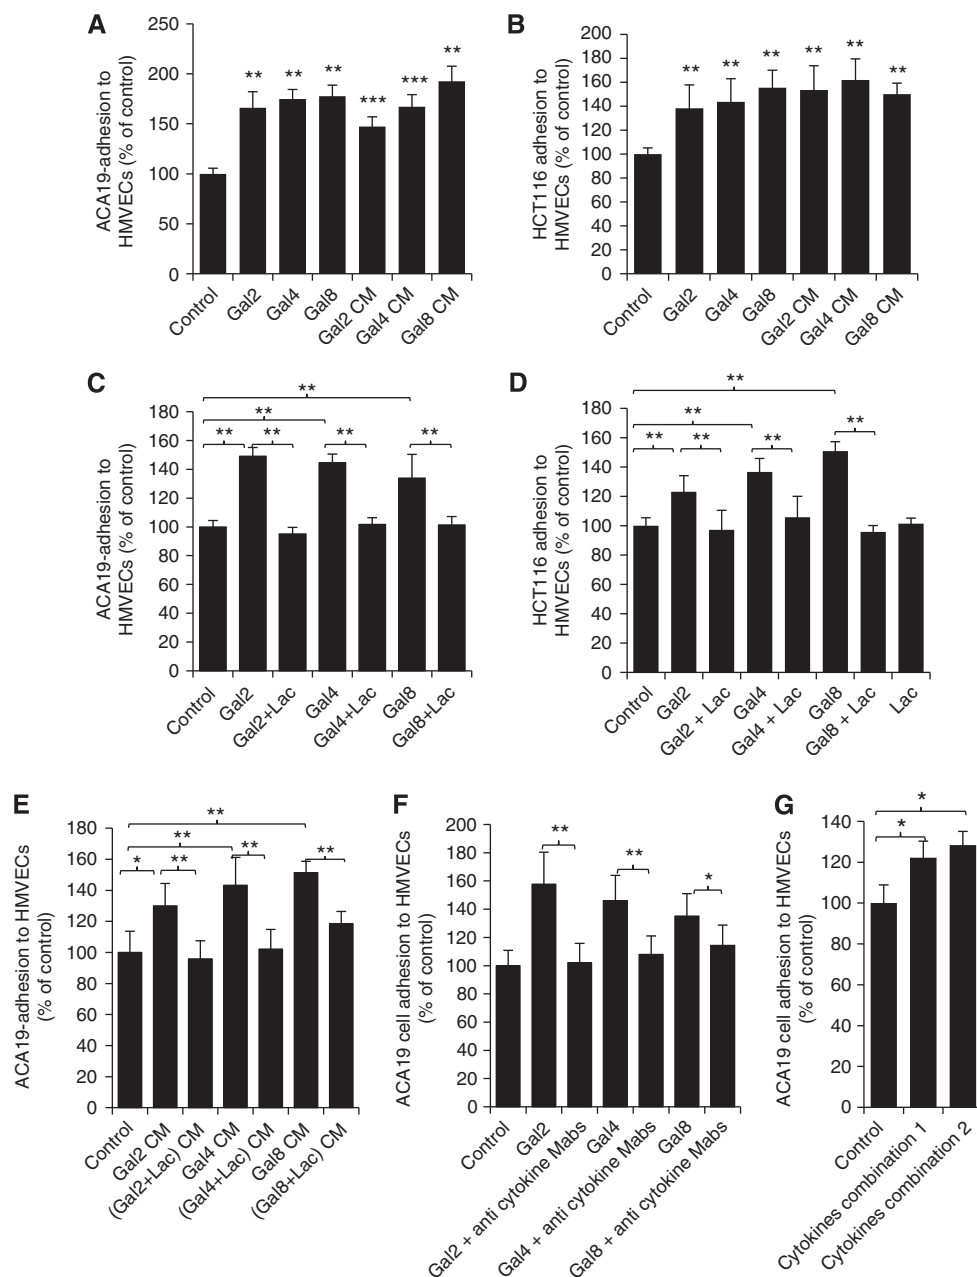 A
ACA19-adhesion to
HMVECs (% of control)
250
200
150
100
50
0
** ** ** *** *** **
Control Gal2 Gal4 Gal8 Gal2 CM Gal4 CM Gal8 CM
B
HCT116 adhesion to
HMVECs (% of control)
200
180
160
140
120
100
80
60
40
20
0
** ** ** ** ** **
Control Gal2 Gal4 Gal8 Gal2 CM Gal4 CM Gal8 CM
C
ACA19-adhesion to
HMVECs (% of control)
180
160
140
120
100
80
60
40
20
0
**
**
** ** ** **
Control Gal2 Gal2+Lac Gal4 Gal4+Lac Gal8 Gal8+Lac
D
HCT116 adhesion to
HMVECs (% of control)
180
160
140
120
100
80
60
40
20
0
**
** **
** ** **
Control Gal2 Gal2 + Lac Gal4 Gal4 + Lac Gal8 Gal8 + Lac Lac
E
ACA19-adhesion to HMVECs
(% of control)
180
160
140
120
100
80
60
40
20
0
**
** ** **
* **
Control Gal2 CM (Gal2+Lac) CM Gal4 CM (Gal4+Lac) CM Gal8 CM (Gal8+Lac) CM
F
ACA19 cell adhesion to HMVECs
(% of control)
200
180
160
140
120
100
80
60
40
20
0
** ** *
Control Gal2 Gal2 + anti cytokine Mabs Gal4 Gal4 + anti cytokine Mabs Gal8 Gal8 + anti cytokine Mabs
G
ACA19 cell adhesion to HMVECs
(% of control)
140
120
100
80
60
40
20
0
*
*
Control Cytokines combination 1 Cytokines combination 2